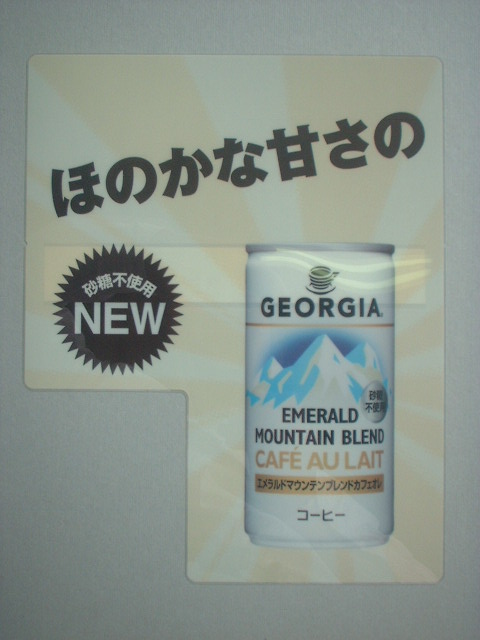 ほのかな甘さの
砂糖不使用
NEW
GEORGIA
砂糖
不使用
EMERALD
MOUNTAIN BLEND
CAFÉ AU LAIT
エメラルドマウンテンブレンドカフェオレ
コーヒー